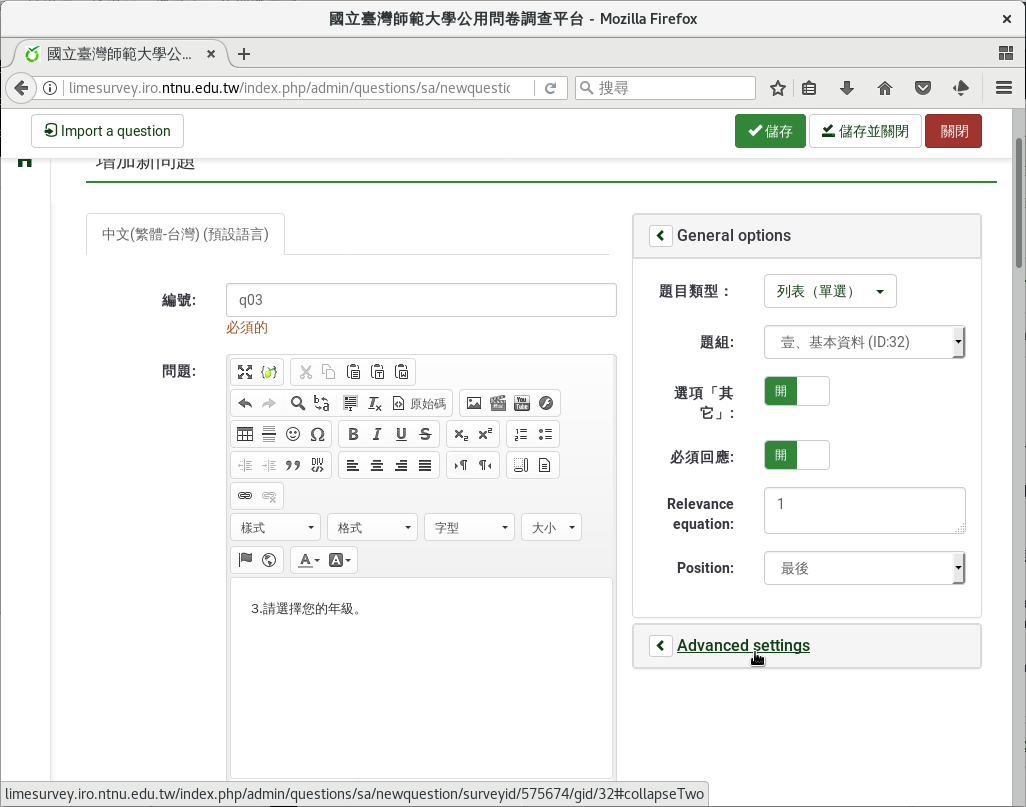 國立臺灣師範大學公用問卷調查平台 - Mozilla Firefox
國立臺灣師範大學公...
limesurvey.iro.ntnu.edu.tw/index.php/admin/questions/sa/newquestic
搜尋
Import a question
儲存
儲存並關閉
關閉
增加新問題
中文(繁體-台灣) (預設語言)
編號:
q03
必須的
問題:
原始碼
樣式
格式
字型
大小
3.請選擇您的年級。
General options
題目類型：
列表（單選）
題組:
壹、基本資料 (ID:32)
選項「其
它」:
開
必須回應:
開
Relevance
equation:
1
Position:
最後
Advanced settings
limesurvey.iro.ntnu.edu.tw/index.php/admin/questions/sa/newquestion/surveyid/575674/gid/32#collapseTwo